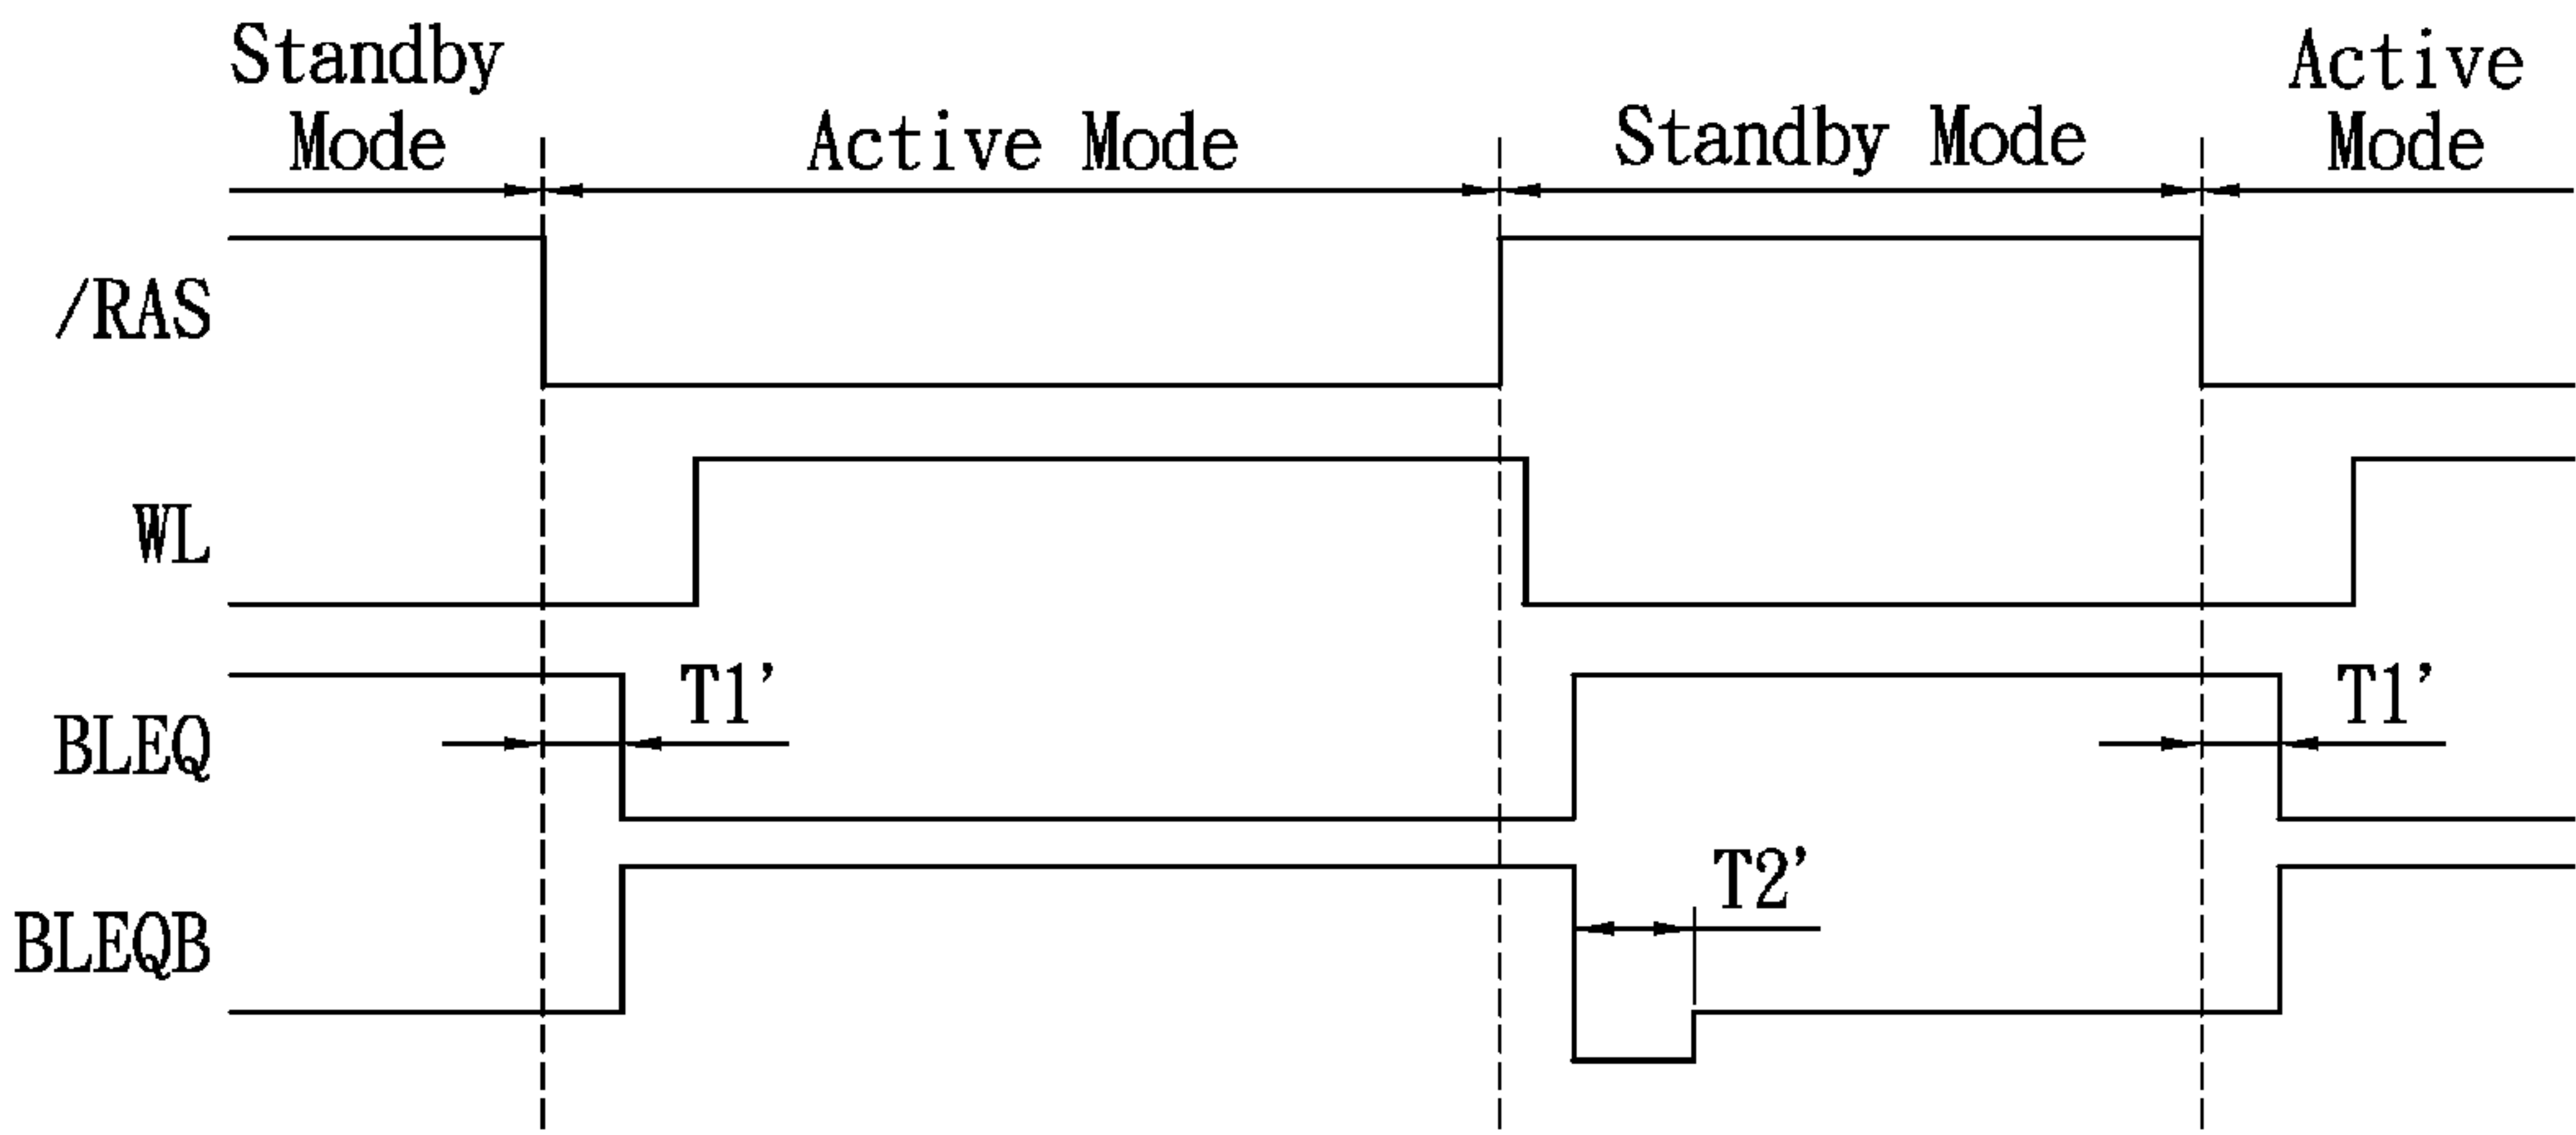 Standby
Mode
Active Mode
Standby Mode
Active
Mode
/RAS
WL
BLEQ
T1'
T1'
BLEQB
T2'